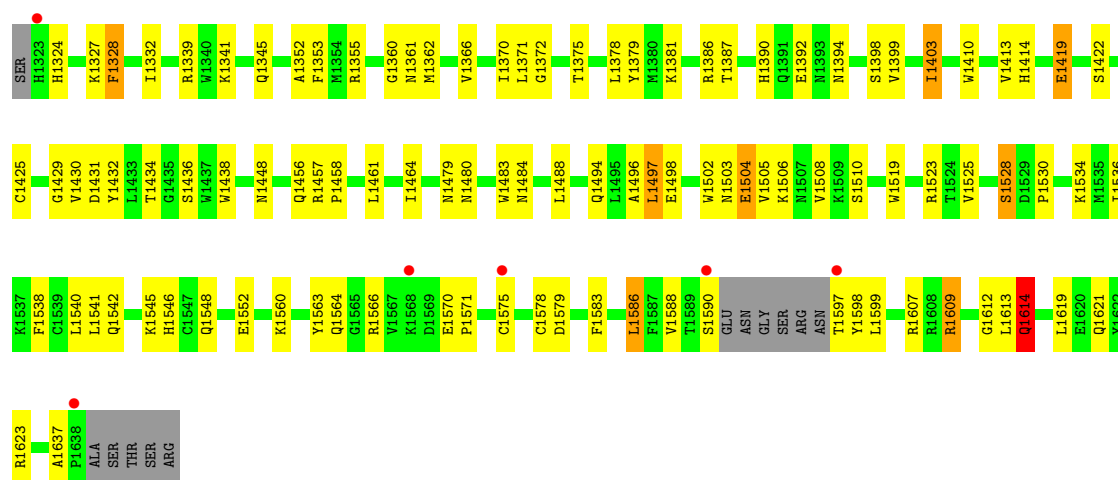 SER H1323 H1324 K1327 F1328 I1332 R1339 W1340 K1341 Q1345 A1352 F1353 M1354 R1355 G1360 N1361 M1362 V1366 I1370 L1371 G1372 T1375 L1378 Y1379 M1380 K1381 R1386 T1387 H1390 Q1391 E1392 N1393 N1394 S1398 V1399 I1403 W1410 V1413 H1414 E1419 S1422
C1425 G1429 V1430 D1431 Y1432 L1433 T1434 G1435 S1436 W1437 W1438 N1448 Q1456 R1457 P1458 L1461 I1464 N1479 N1480 W1483 N1484 L1488 Q1494 L1495 A1496 L1497 E1498 W1502 N1503 E1504 V1505 K1506 N1507 V1508 K1509 S1510 W1519 R1523 T1524 V1525 S1528 D1529 P1530 K1534 M1535
K1537 F1538 C1539 L1540 L1541 Q1542 K1545 H1546 C1547 Q1548 E1552 K1560 Y1563 Q1564 G1565 R1566 V1567 K1568 D1569 E1570 P1571 C1575 C1578 D1579 F1583 L1586 F1587 V1588 T1589 S1590 GLU ASN GLY SER ARG ASN T1597 Y1598 L1599 R1607 R1608 R1609 G1612 L1613 Q1614 L1619 E1620 Q1621
R1623 A1637 P1638 ALA SER THR SER ARG